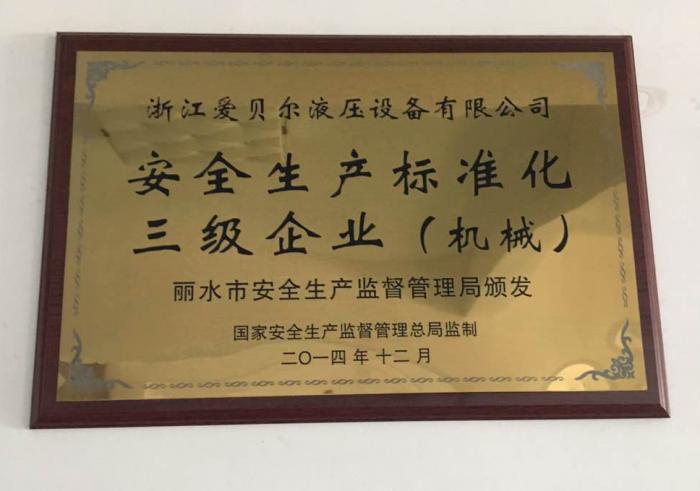 浙江爱贝尔液压设备有限公司
安全生产标准化
三级企业（机械）
丽水市安全生产监督管理局颁发
国家安全生产监督管理总局监制
二〇一四年十二月